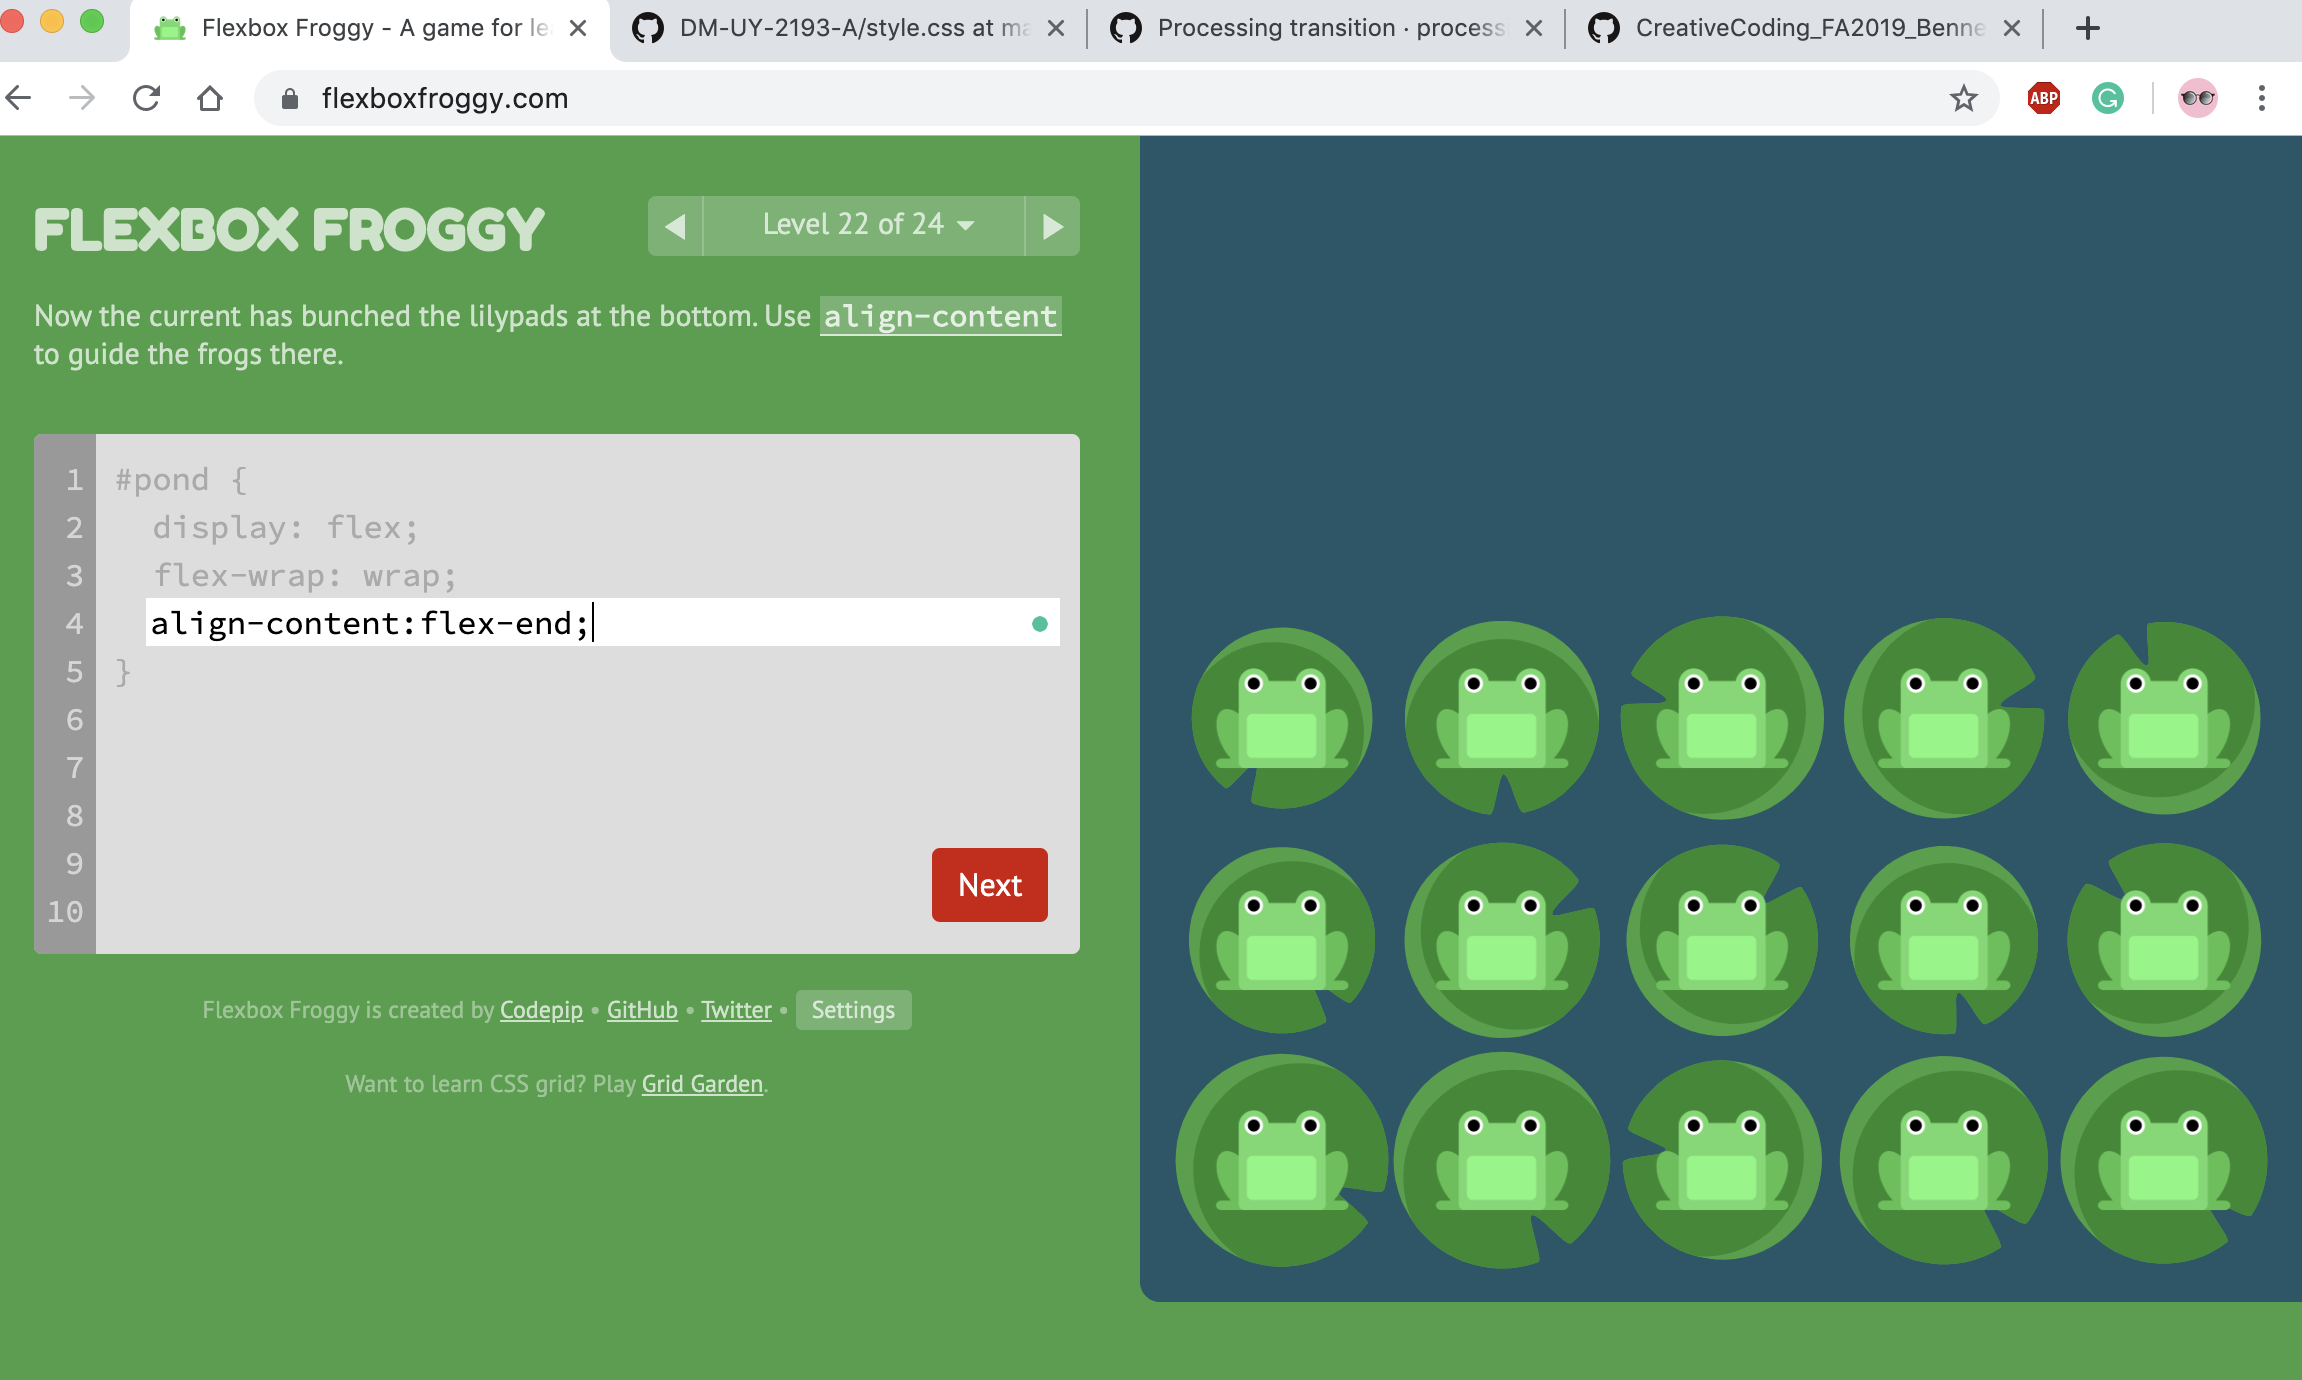 Flexbox Froggy - A game for le
DM-UY-2193-A/style.css at ma
Processing transition · process
CreativeCoding_FA2019_Benne
flexboxfroggy.com
ABP
FLEXBOX FROGGY
Level 22 of 24
Now the current has bunched the lilypads at the bottom. Use align-content
to guide the frogs there.
1 #pond {
2 display: flex;
3 flex-wrap: wrap;
4 align-content:flex-end;
5 }
6
7
8
9
10
Next
Flexbox Froggy is created by Codepip • GitHub • Twitter • Settings
Want to learn CSS grid? Play Grid Garden.